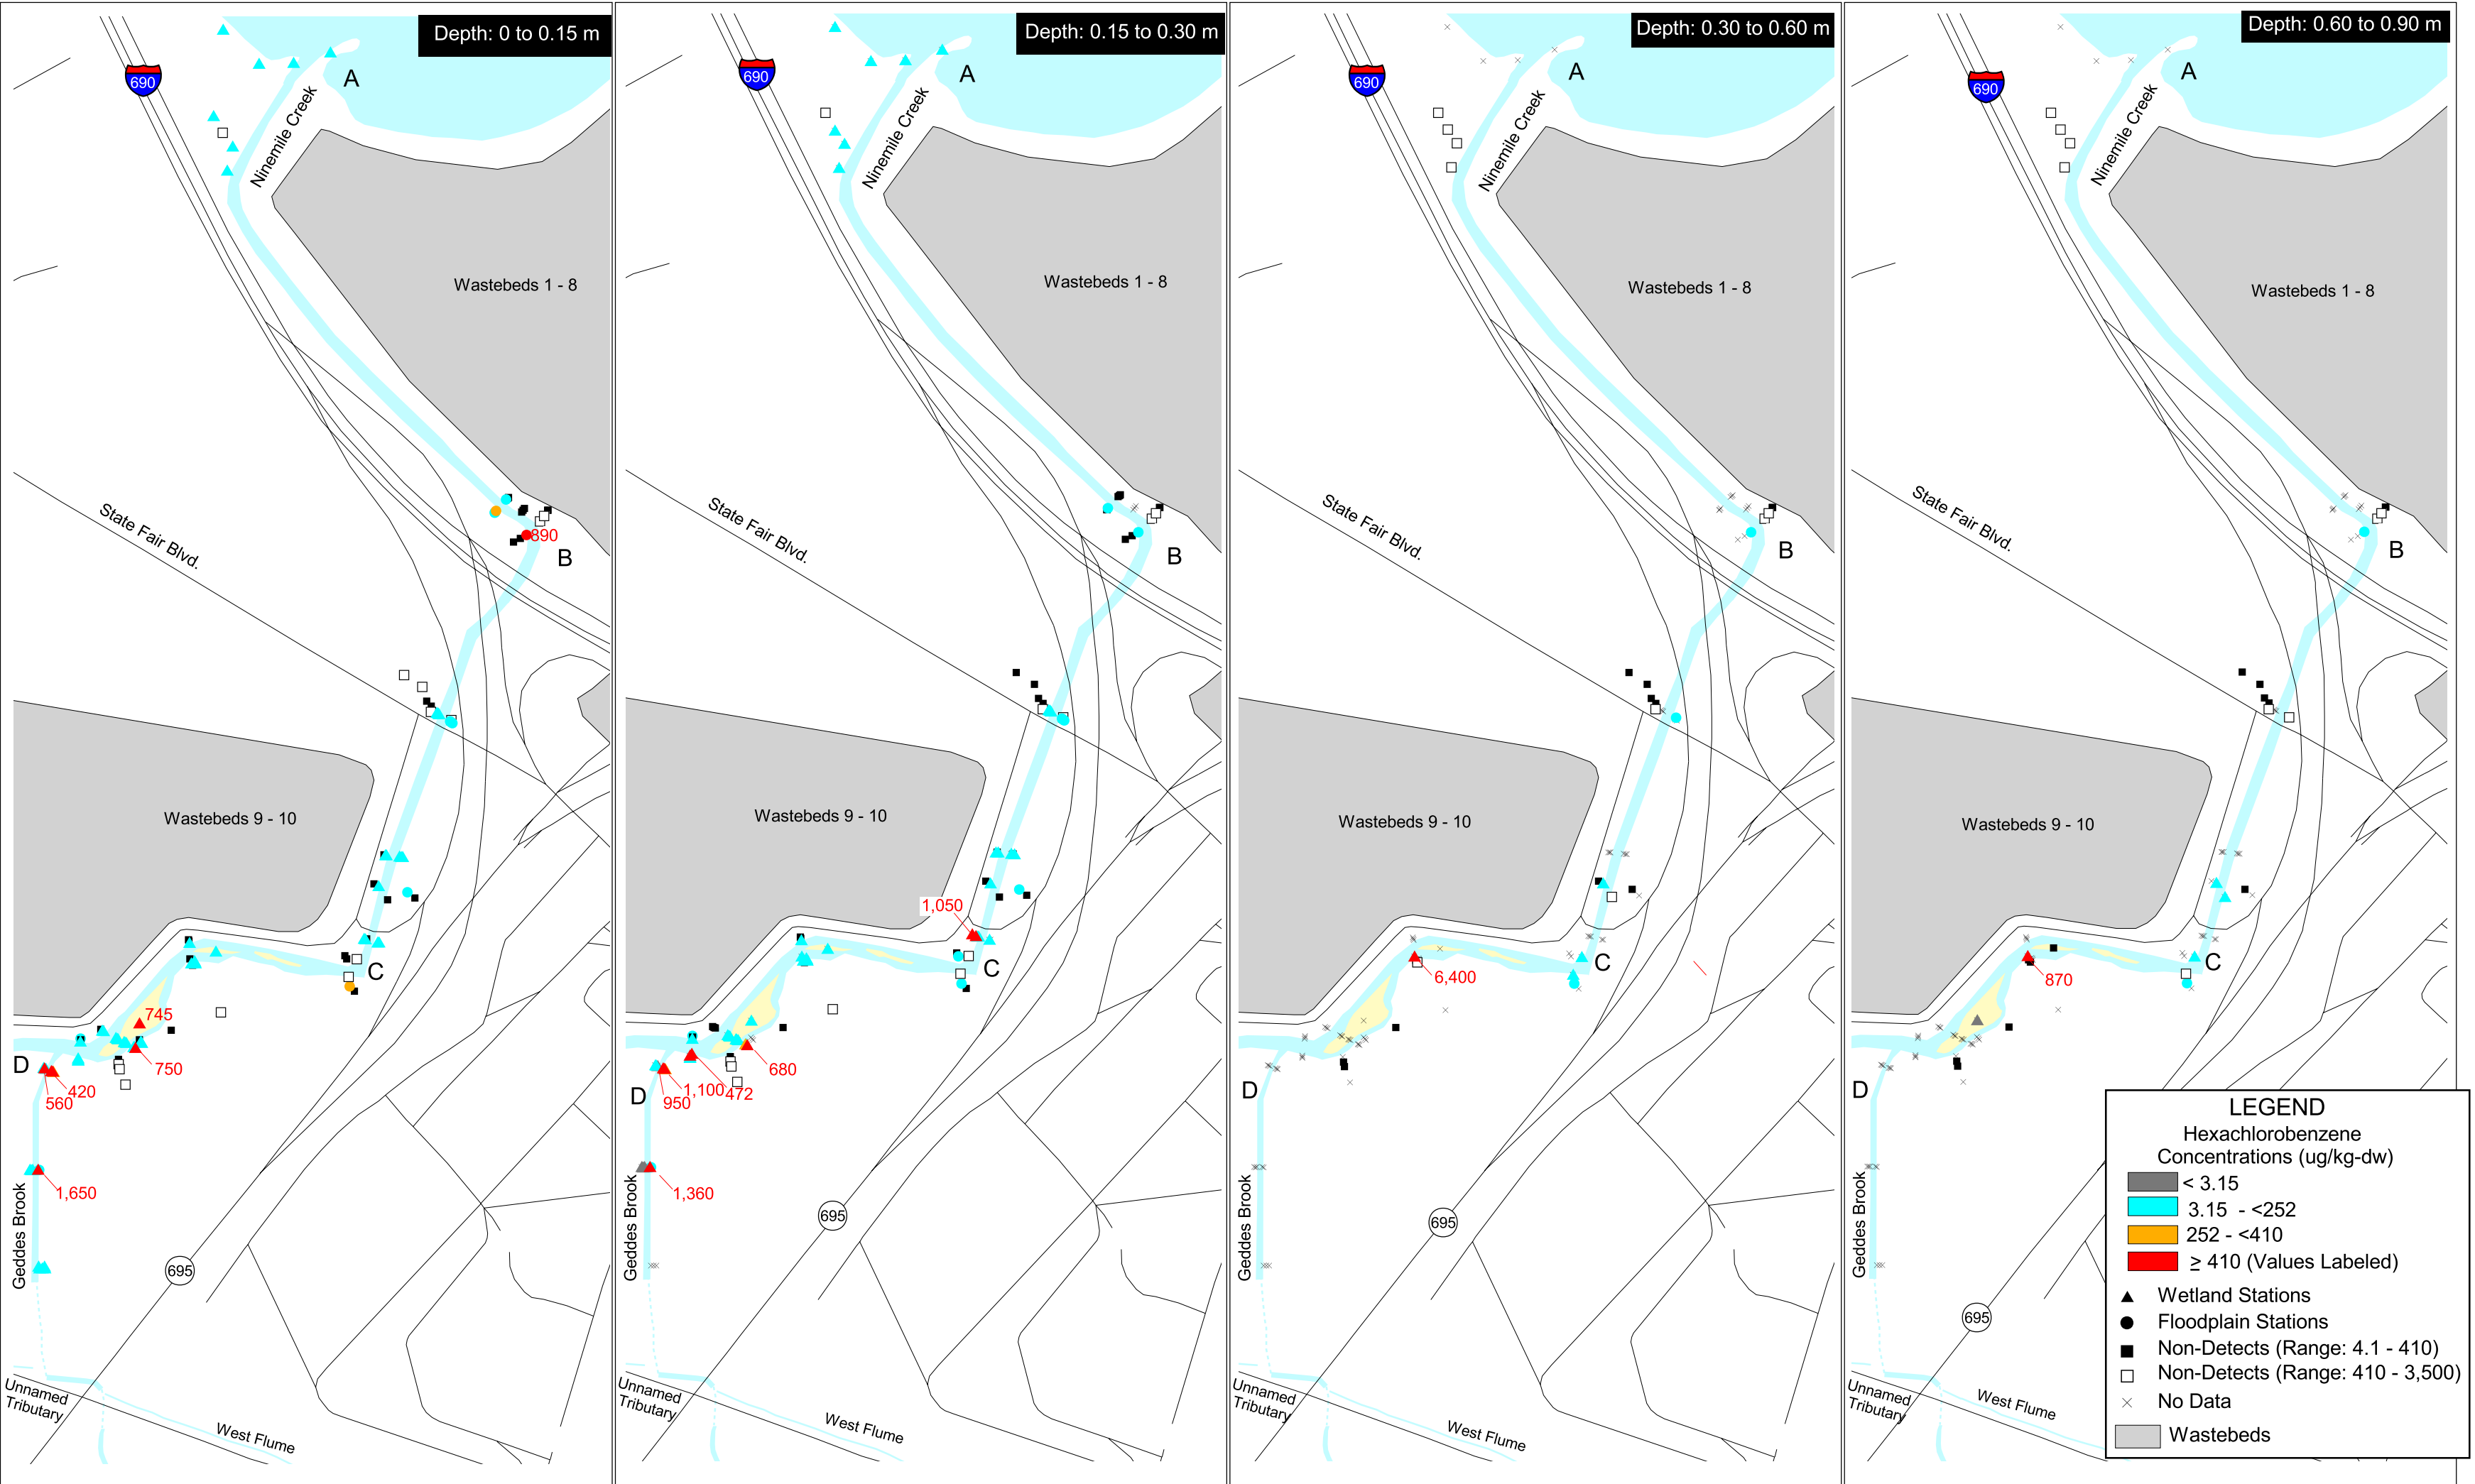 Depth: 0 to 0.15 m
690
A
Ninemile Creek
Wastebeds 1 - 8
State Fair Blvd.
890
B
Wastebeds 9 - 10
C
745
750
D
420
560
1,650
Geddes Brook
695
Unnamed
Tributary
West Flume
Depth: 0.15 to 0.30 m
690
A
Ninemile Creek
Wastebeds 1 - 8
State Fair Blvd.
B
Wastebeds 9 - 10
1,050
C
680
D
950
1,100
472
1,360
Geddes Brook
695
Unnamed
Tributary
West Flume
Depth: 0.30 to 0.60 m
690
A
Ninemile Creek
Wastebeds 1 - 8
State Fair Blvd.
B
Wastebeds 9 - 10
C
6,400
D
Geddes Brook
695
Unnamed
Tributary
West Flume
Depth: 0.60 to 0.90 m
690
A
Ninemile Creek
Wastebeds 1 - 8
State Fair Blvd.
B
Wastebeds 9 - 10
C
870
D
Geddes Brook
695
Unnamed
Tributary
West Flume
LEGEND
Hexachlorobenzene
Concentrations (ug/kg-dw)
< 3.15
3.15 - <252
252 - <410
≥ 410 (Values Labeled)
Wetland Stations
Floodplain Stations
Non-Detects (Range: 4.1 - 410)
Non-Detects (Range: 410 - 3,500)
No Data
Wastebeds